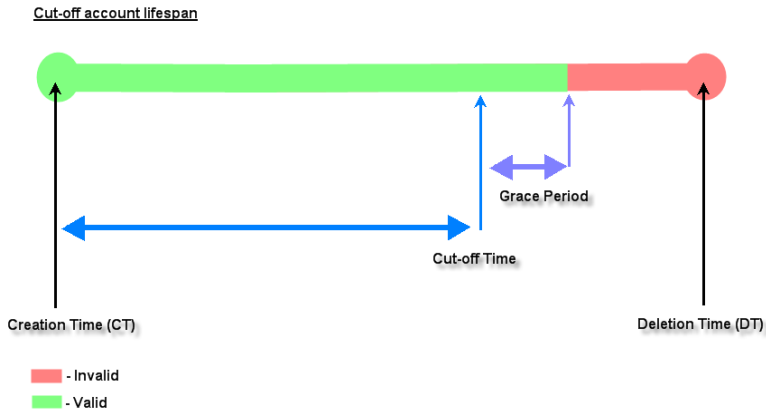 Cut-off account lifespan
Grace Period
Cut-off Time
Creation Time (CT)
Deletion Time (DT)
- Invalid
- Valid